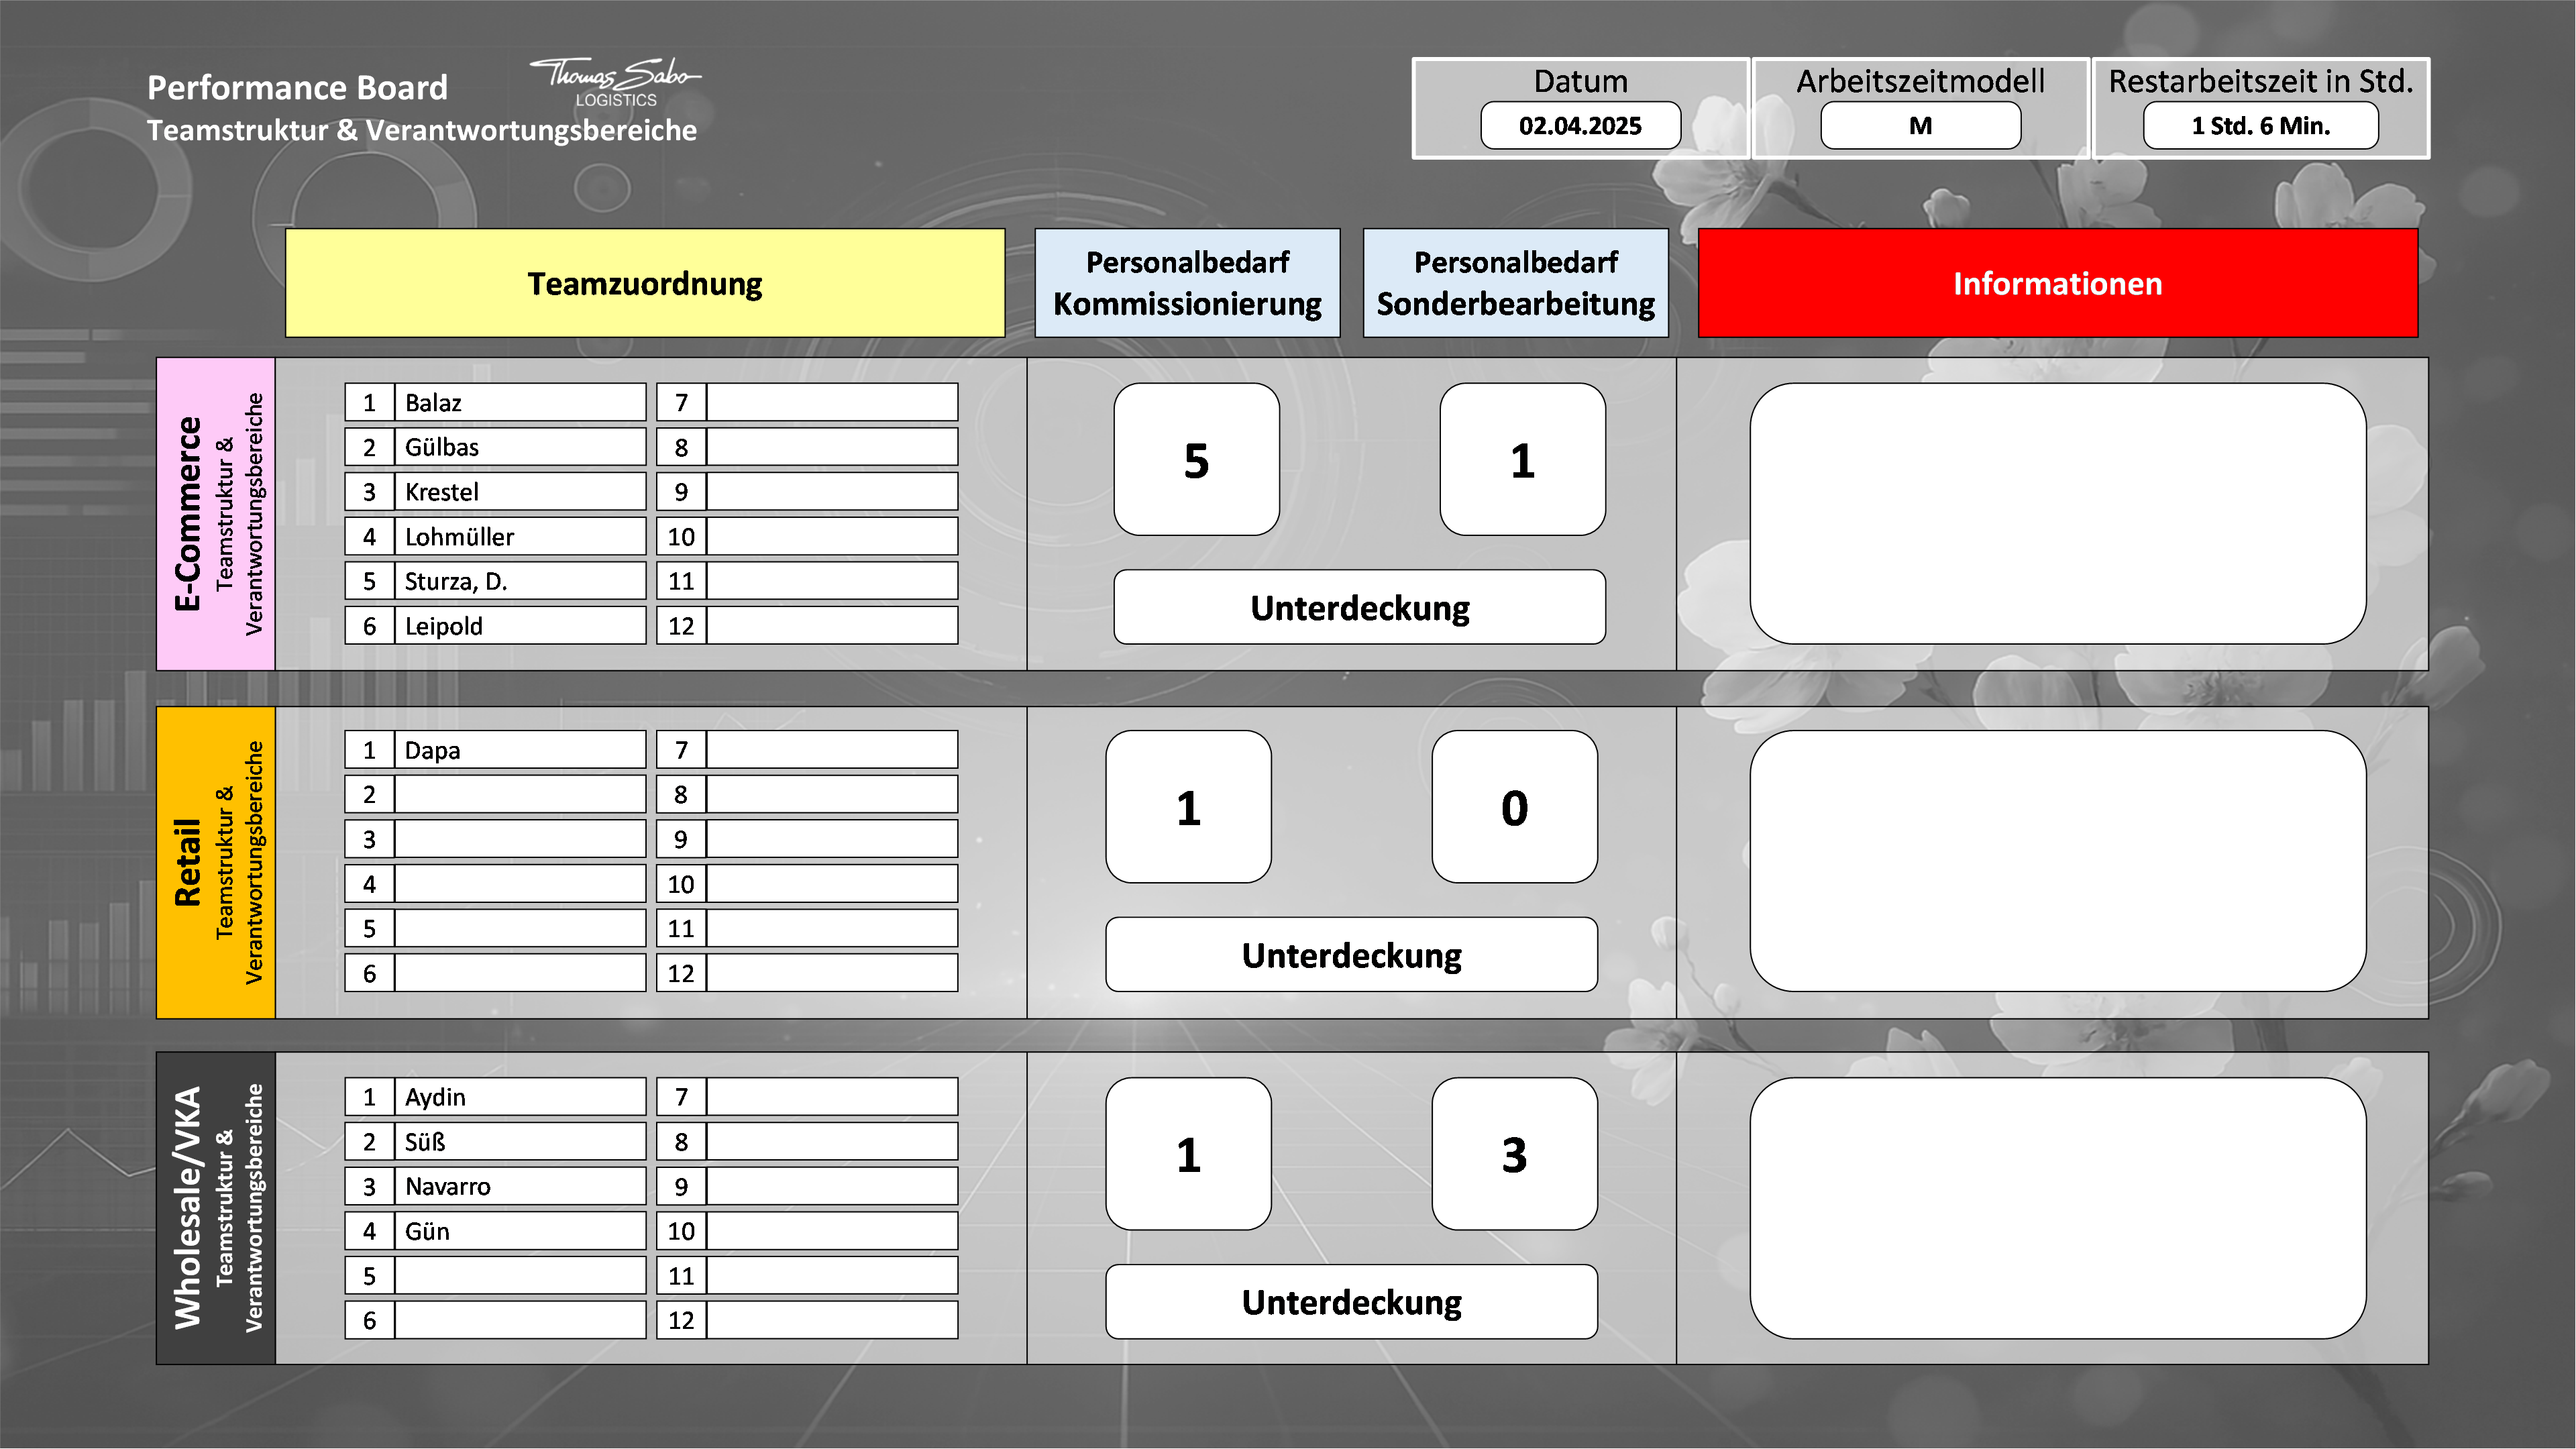 Performance Board
Teamstruktur & Verantwortungsbereiche
Thomas Sabo
LOGISTICS
Datum
02.04.2025
Arbeitszeitmodell
M
Restarbeitszeit in Std.
1 Std. 6 Min.
Teamzuordnung
Personalbedarf
Kommissionierung
Personalbedarf
Sonderbearbeitung
Informationen
E-Commerce
Teamstruktur &
Verantwortungsbereiche
1 Balaz
2 Gülbas
3 Krestel
4 Lohmüller
5 Sturza, D.
6 Leipold
7
8
9
10
11
12
5
1
Unterdeckung
Retail
Teamstruktur &
Verantwortungsbereiche
1 Dapa
2
3
4
5
6
7
8
9
10
11
12
1
0
Unterdeckung
Wholesale/VKA
Teamstruktur &
Verantwortungsbereiche
1 Aydin
2 Süß
3 Navarro
4 Gün
5
6
7
8
9
10
11
12
1
3
Unterdeckung